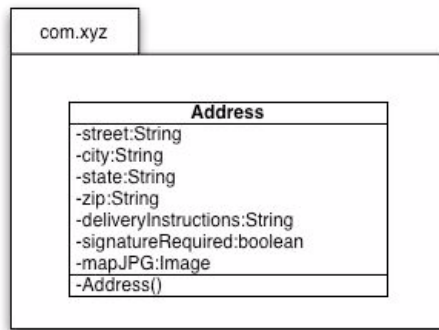 com.xyz
Address
-street:String
-city:String
-state:String
-zip:String
-deliveryInstructions:String
-signatureRequired:boolean
-mapJPG:Image
-Address()